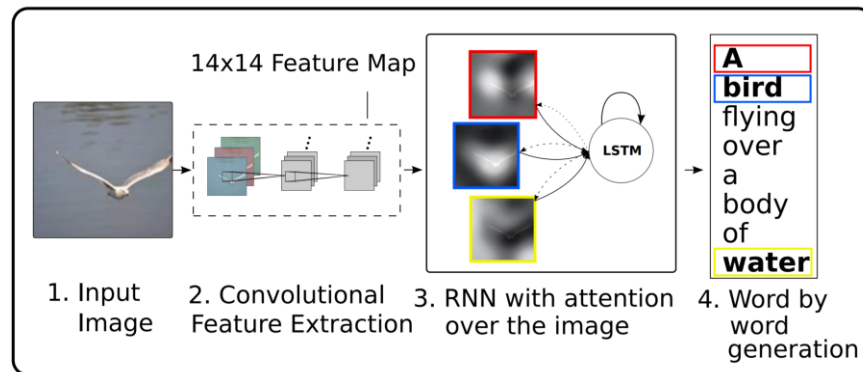 14x14 Feature Map
LSTM
A
bird
flying
over
a
body
of
water
1. Input
Image
2. Convolutional
Feature Extraction
3. RNN with attention
over the image
4. Word by
word
generation